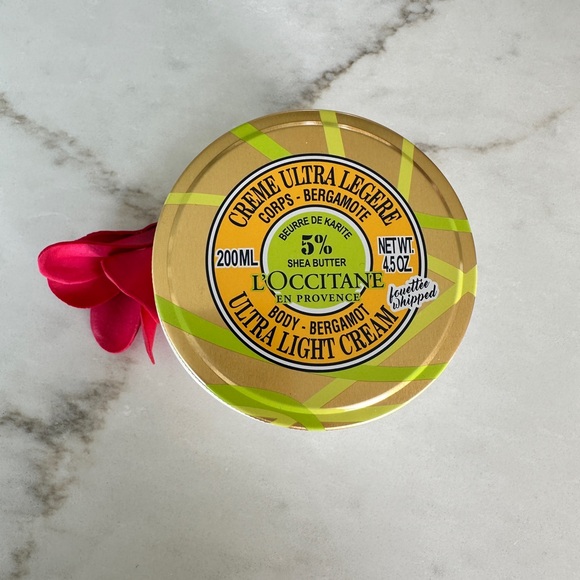 CREME ULTRA LEGERE
CORPS - BERGAMOTE
BEURRE DE KARITE
5%
SHEA BUTTER
200ML
NET WT.
4.5 OZ.
L'OCCITANE
EN PROVENCE
fouettée
whipped
BODY - BERGAMOT
ULTRA LIGHT CREAM